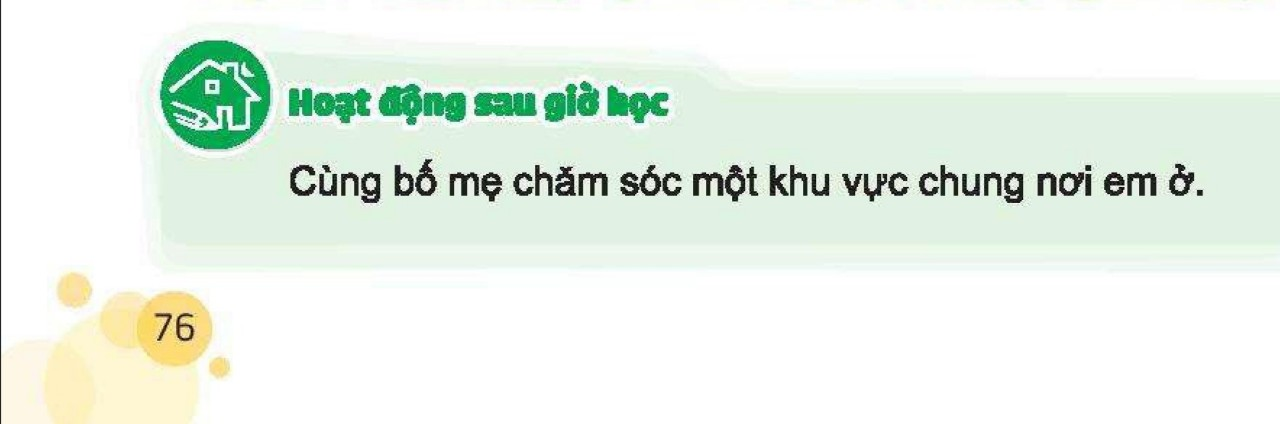 Hoạt động sau giờ học
Cùng bố mẹ chăm sóc một khu vực chung nơi em ở.
76